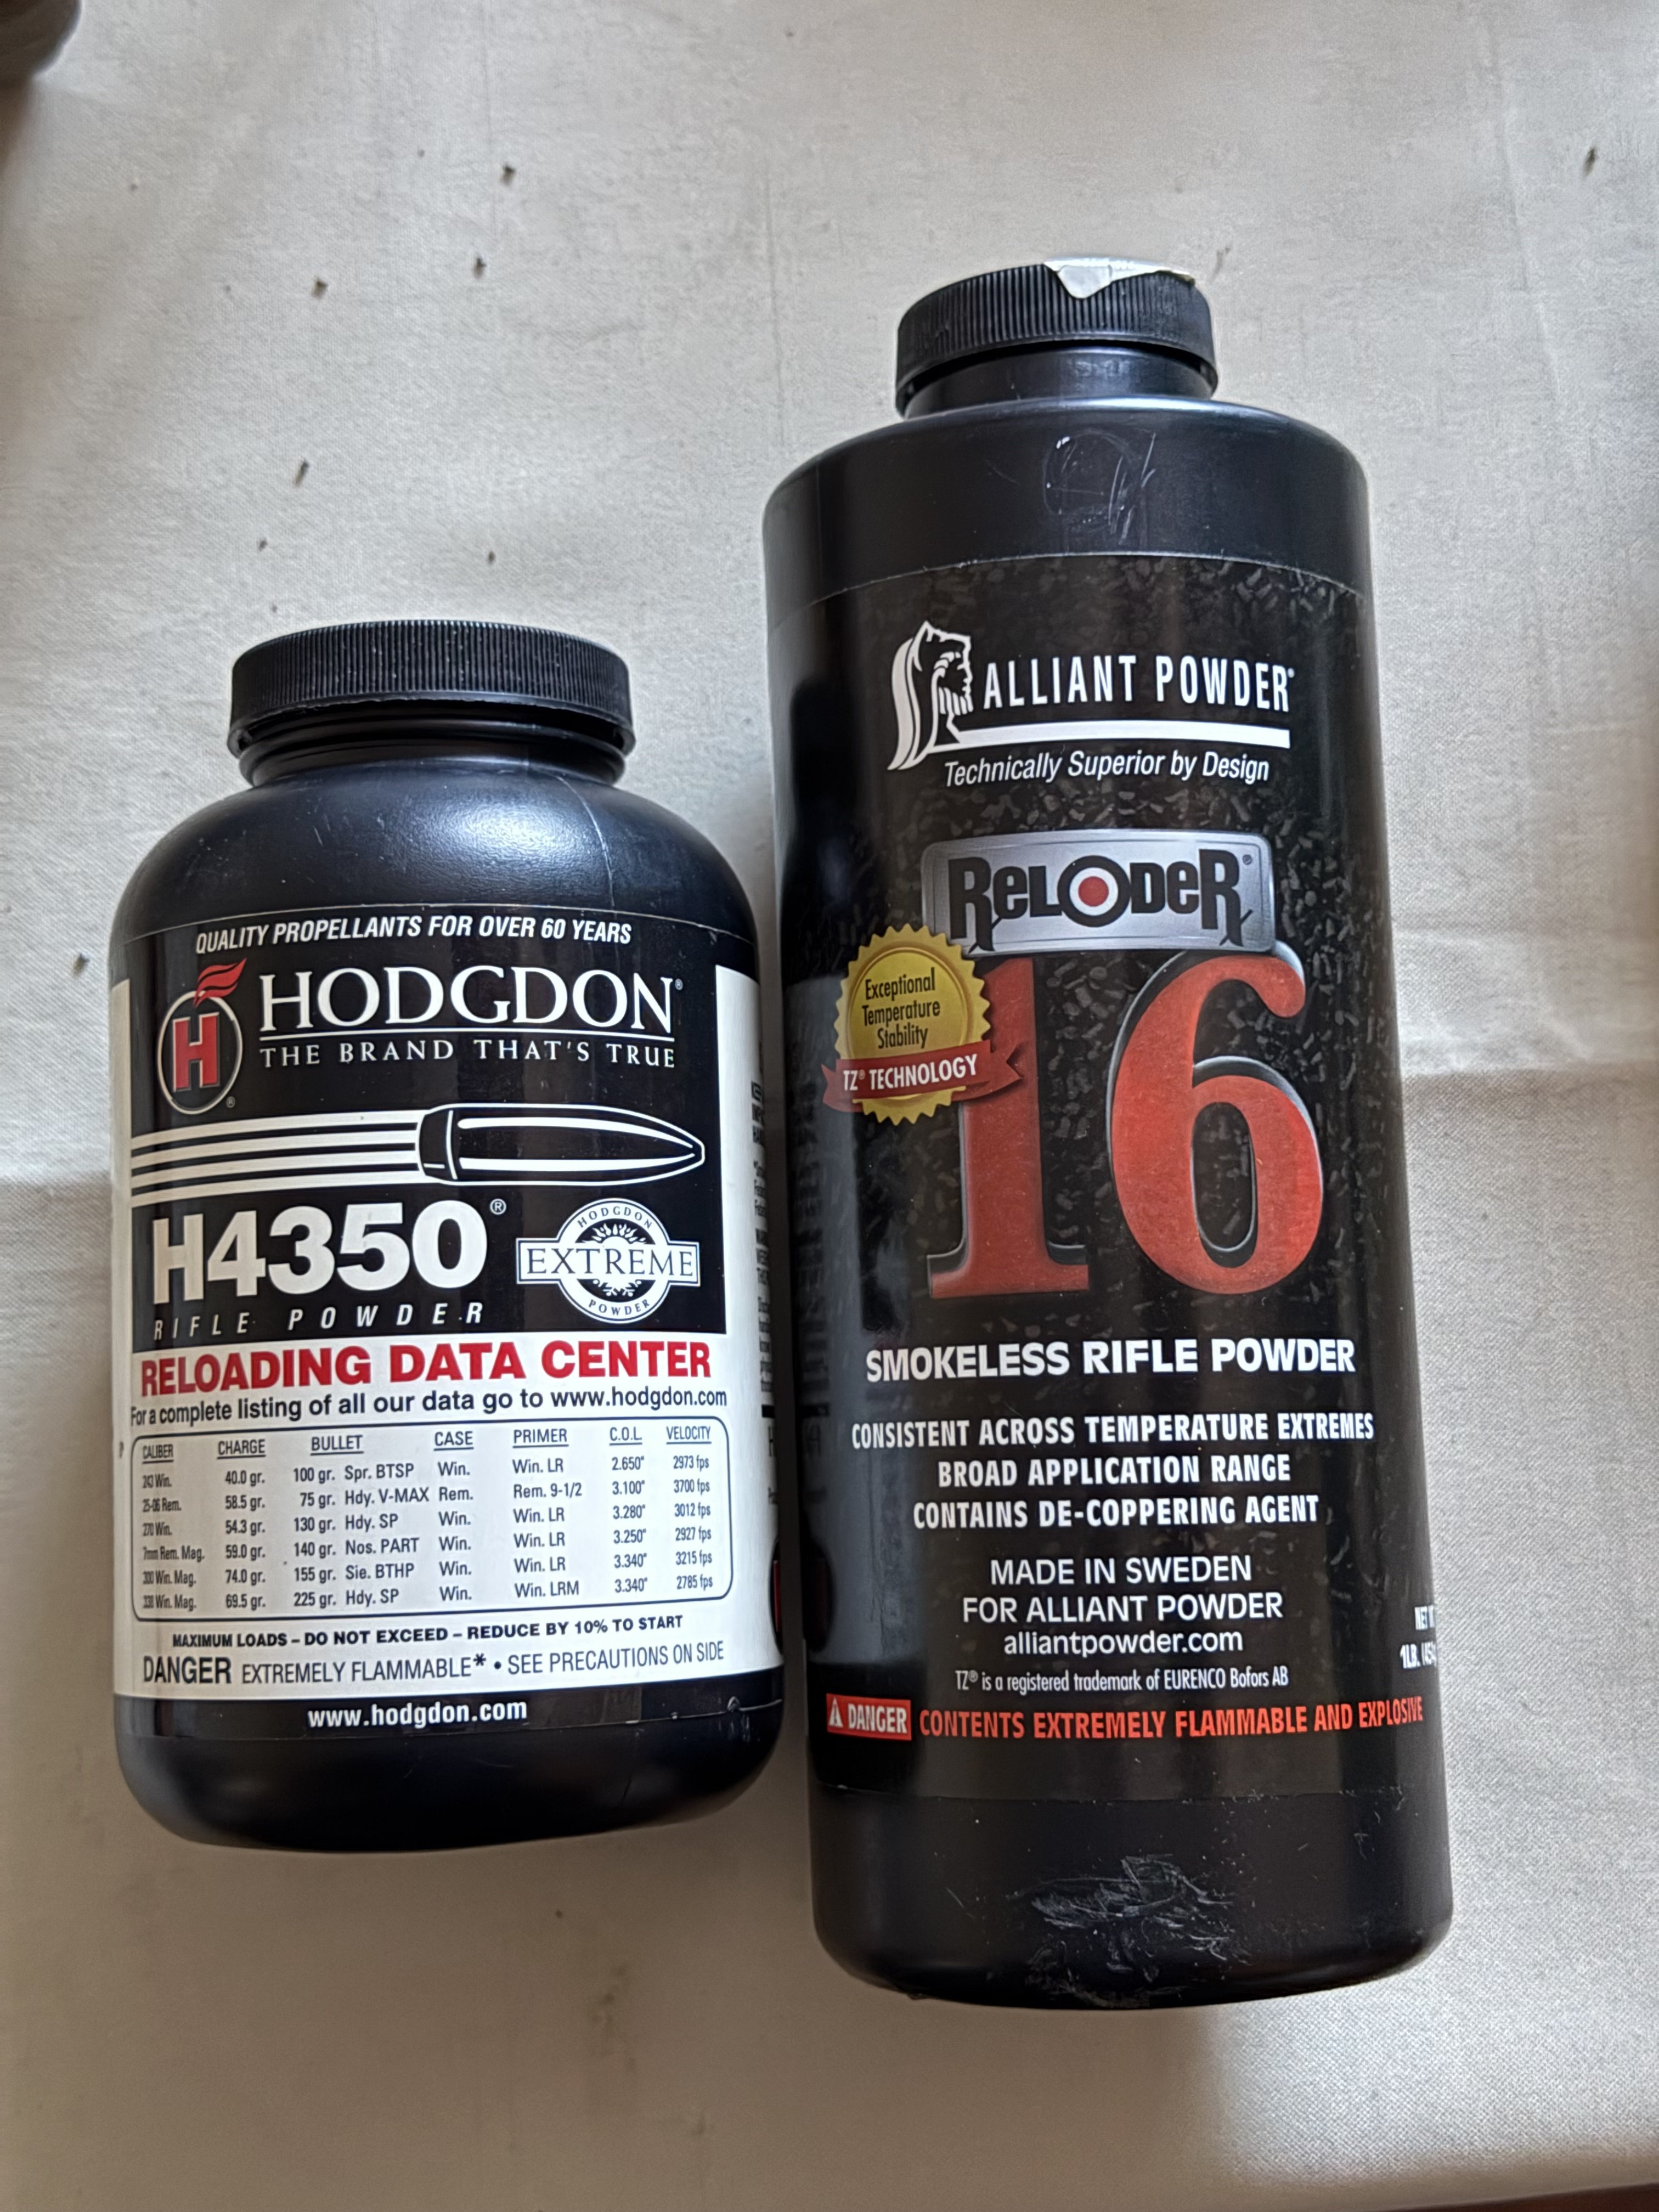 QUALITY PROPELLANTS FOR OVER 60 YEARS
H
HODGDON®
THE BRAND THAT'S TRUE
®
H4350®
RIFLE POWDER
HODGDON
EXTREME
POWDER
RELOADING DATA CENTER
For a complete listing of all our data go to www.hodgdon.com
CALIBER CHARGE BULLET CASE PRIMER C.O.L. VELOCITY
243 Win. 40.0 gr. 100 gr. Spr. BTSP Win. Win. LR 2.650" 2973 fps
25-06 Rem. 58.5 gr. 75 gr. Hdy. V-MAX Rem. Rem. 9-1/2 3.100" 3700 fps
270 Win. 54.3 gr. 130 gr. Hdy. SP Win. Win. LR 3.280" 3012 fps
7mm Rem. Mag. 59.0 gr. 140 gr. Nos. PART Win. Win. LR 3.250" 2927 fps
300 Win. Mag. 74.0 gr. 155 gr. Sie. BTHP Win. Win. LR 3.340" 3215 fps
338 Win. Mag. 69.5 gr. 225 gr. Hdy. SP Win. Win. LRM 3.340" 2785 fps
MAXIMUM LOADS – DO NOT EXCEED – REDUCE BY 10% TO START
DANGER EXTREMELY FLAMMABLE* • SEE PRECAUTIONS ON SIDE
www.hodgdon.com
ALLIANT POWDER®
Technically Superior by Design
RELODER®
16
Exceptional
Temperature
Stability
TZ® TECHNOLOGY
SMOKELESS RIFLE POWDER
CONSISTENT ACROSS TEMPERATURE EXTREMES
BROAD APPLICATION RANGE
CONTAINS DE-COPPERING AGENT
MADE IN SWEDEN
FOR ALLIANT POWDER
alliantpowder.com
TZ® is a registered trademark of EURENCO Bofors AB
NET
1LB.
DANGER CONTENTS EXTREMELY FLAMMABLE AND EXPLOSIVE